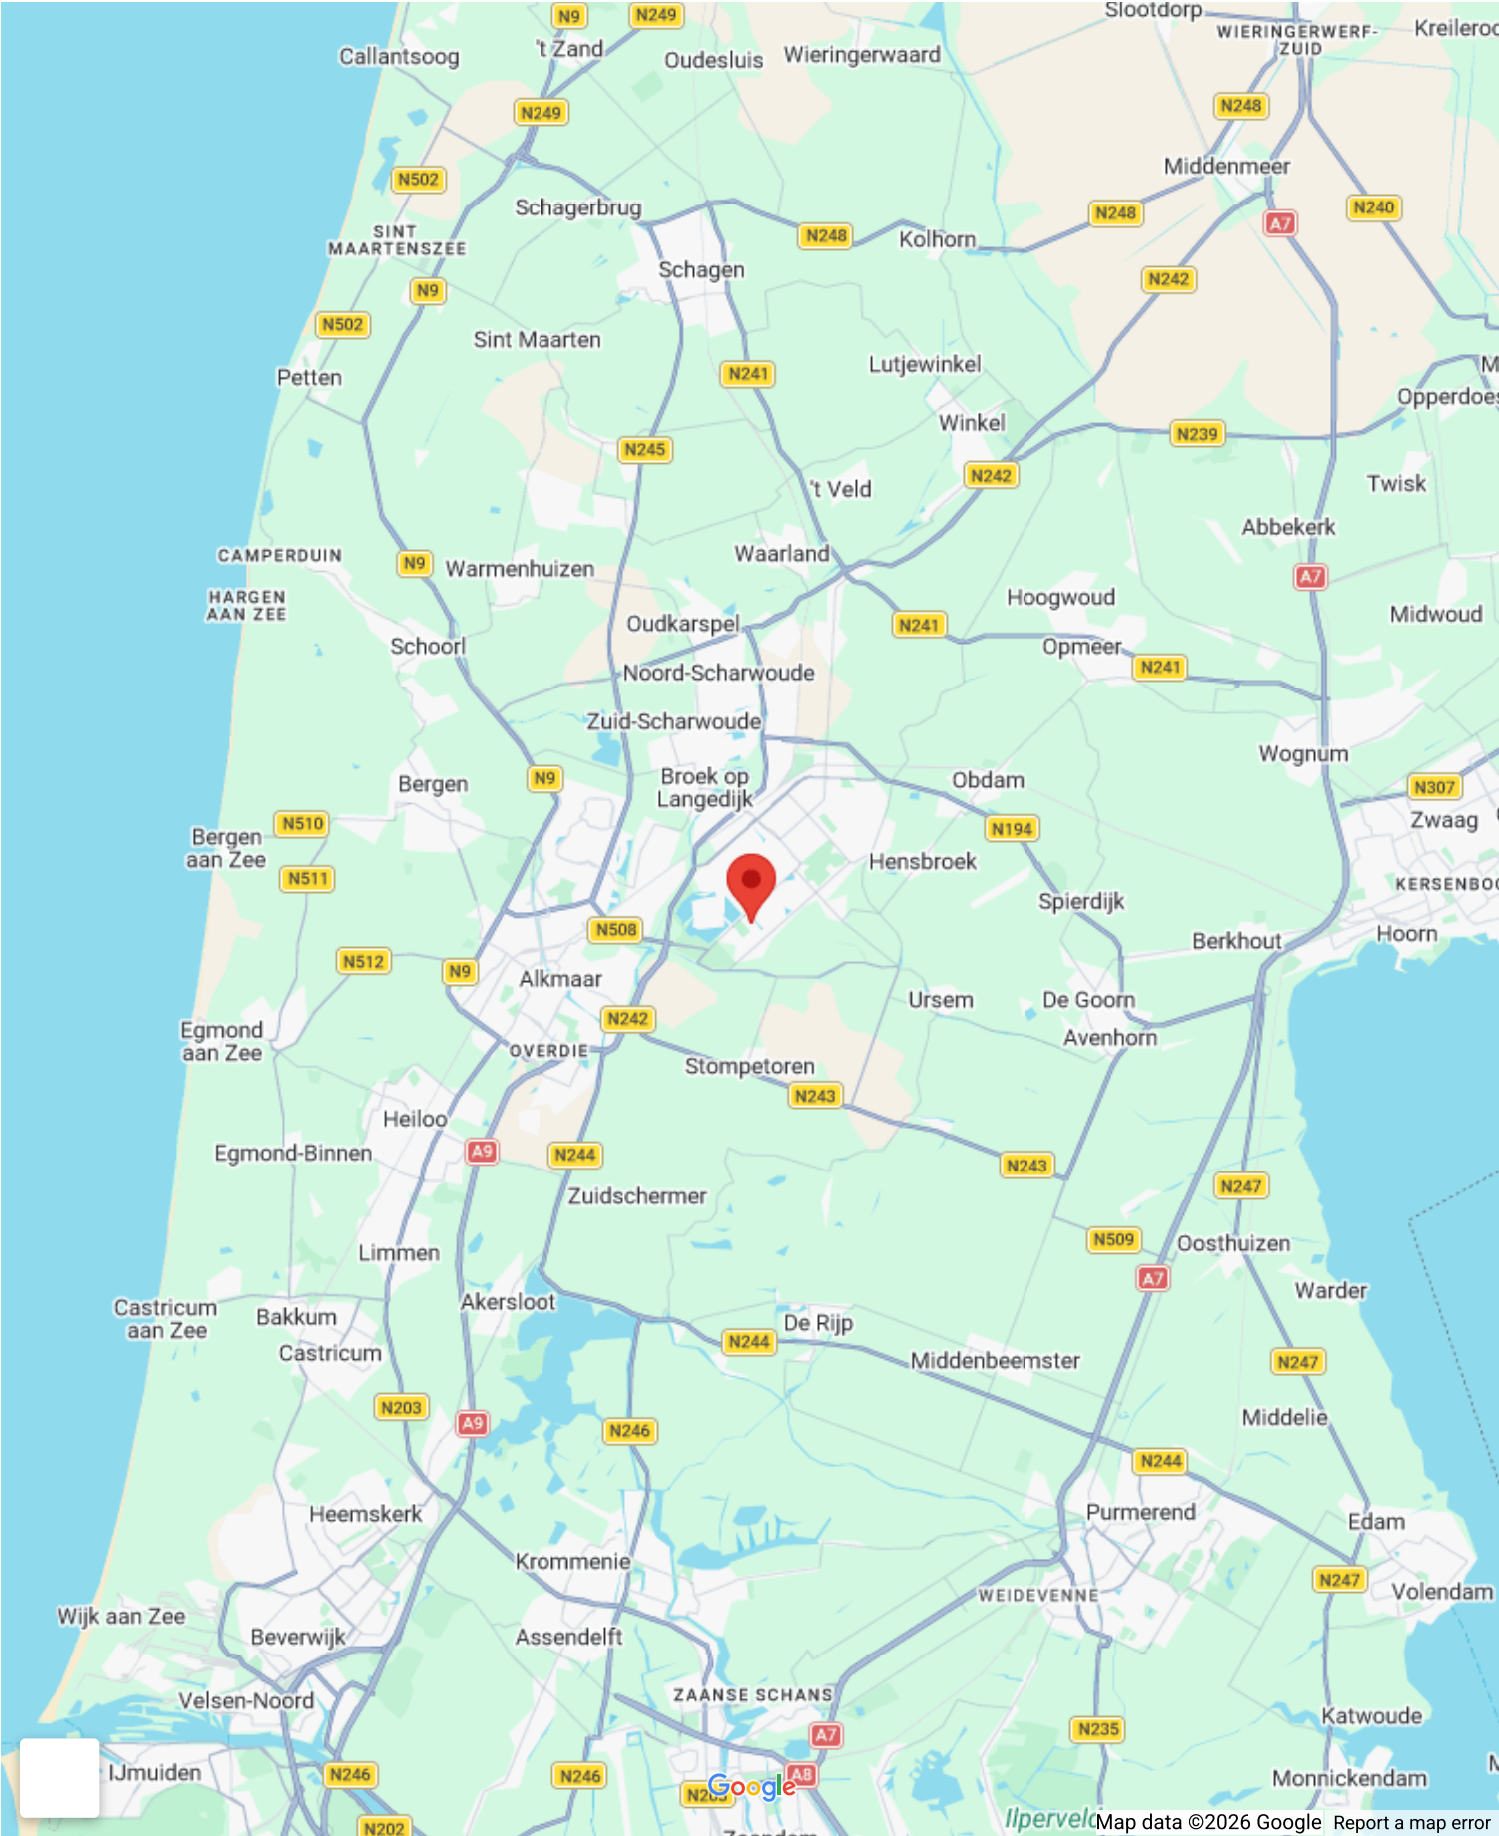 N9
N249
Slootdorp
Callantsoog
't Zand
Oudesluis
Wieringerwaard
WIERINGERWERF-
ZUID
N249
N248
N502
Middenmeer
Schagerbrug
N248
N248
A7
N240
SINT
MAARTENSZEE
Kolhorn
Schagen
N242
N9
N502
Sint Maarten
Petten
N241
Lutjewinkel
Winkel
N239
N245
N242
't Veld
Twisk
Abbekerk
CAMPERDUIN
N9
Warmenhuizen
Waarland
A7
HARGEN
AAN ZEE
Hoogwoud
Midwoud
Oudkarspel
N241
Schoorl
Opmeer
N241
Noord-Scharwoude
Zuid-Scharwoude
Wognum
Bergen
N9
Broek op
Langedijk
Obdam
N307
N510
N194
Zwaag
Bergen
aan Zee
Hensbroek
N511
Spierdijk
N508
Berkhout
Hoorn
N512
N9
Alkmaar
Ursem
De Goorn
N242
Egmond
aan Zee
OVERDIE
Avenhorn
Stompetoren
N243
Heiloo
Egmond-Binnen
A9
N244
N243
Zuidschermer
N247
Limmen
N509
Oosthuizen
A7
Warder
Castricum
aan Zee
Bakkum
Akersloot
De Rijp
N244
Castricum
Middenbeemster
N247
N203
A9
N246
Middelie
N244
Heemskerk
Purmerend
Edam
Krommenie
N247
WEIDEVENNE
Volendam
Wijk aan Zee
Beverwijk
Assendelft
Velsen-Noord
ZAANSE SCHANS
A7
N235
Katwoude
IJmuiden
N246
N246
A8
Google
Monnickendam
N202
Map data ©2026 Google
Report a map error